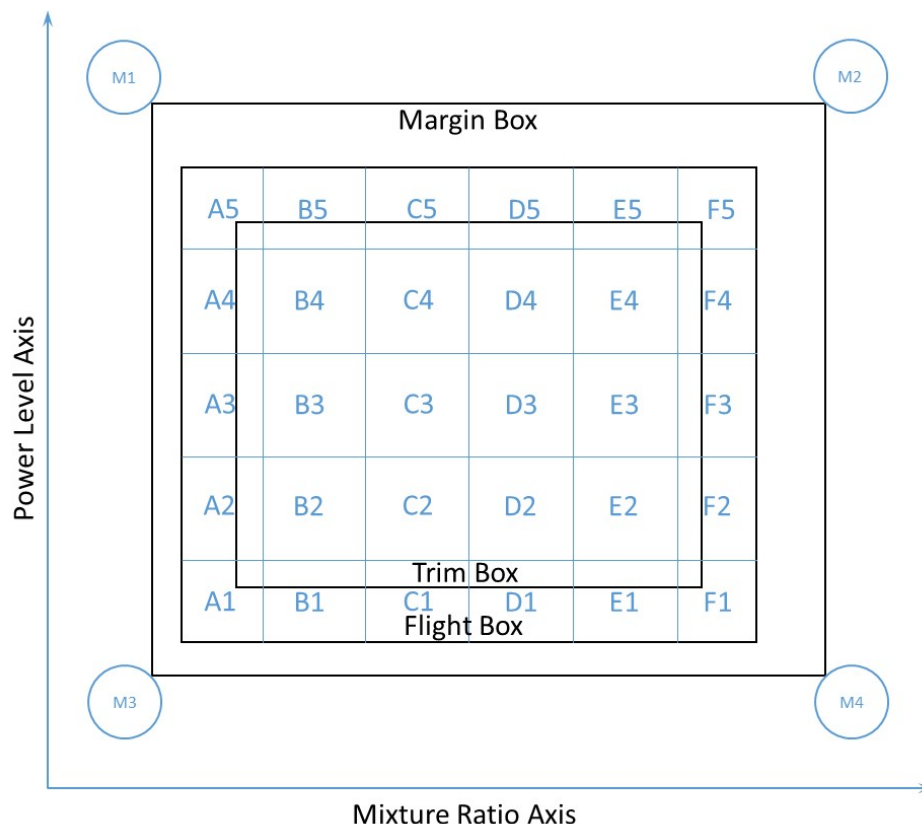 M1
M2
Margin Box
A5 B5 C5 D5 E5 F5
A4 B4 C4 D4 E4 F4
A3 B3 C3 D3 E3 F3
A2 B2 C2 D2 E2 F2
Trim Box
A1 B1 C1 D1 E1 F1
Flight Box
M3
M4
Power Level Axis
Mixture Ratio Axis